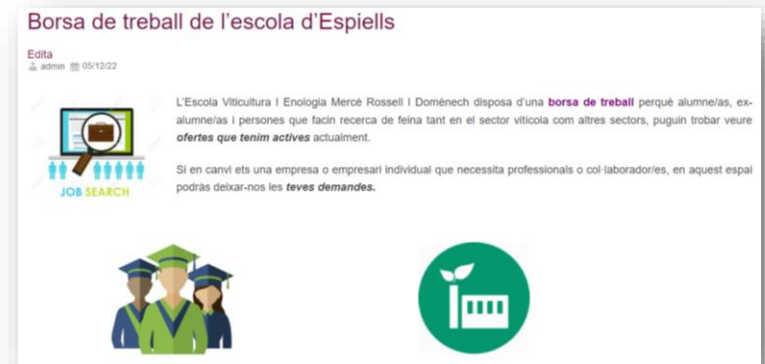 Borsa de treball de l’escola d’Espiells
Edita
admin 05/12/22
L'Escola Viticultura I Enologia Mercè Rossell I Domènech disposa d'una borsa de treball perquè alumne/as, ex-
alumne/as i persones que facin recerca de feina tant en el sector vitícola com altres sectors, puguin trobar veure
ofertes que tenim actives actualment.
Si en canvi ets una empresa o empresari individual que necessita professionals o col·laborador/es, en aquest espai
podràs deixar-nos les teves demandes.
JOB SEARCH